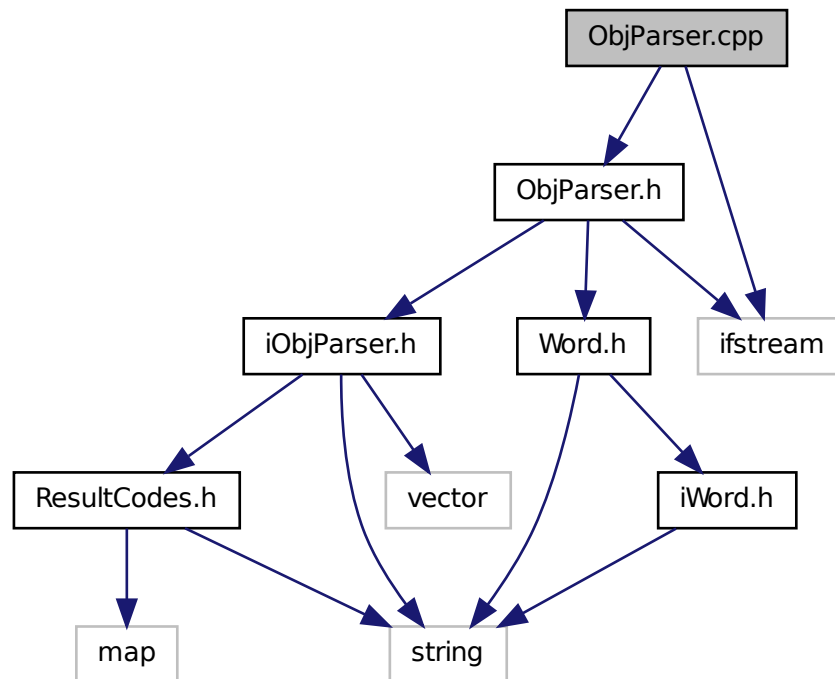 ObjParser.cpp
ObjParser.h
iObjParser.h
Word.h
ifstream
ResultCodes.h
vector
iWord.h
map
string